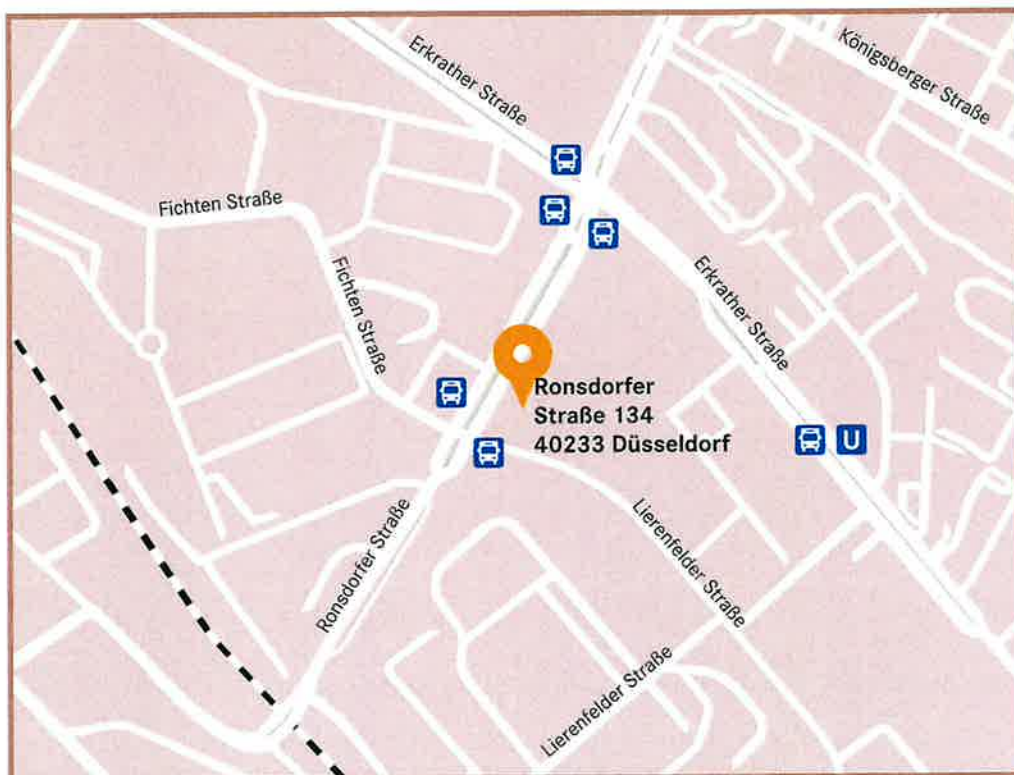 Königsberger Straße
Erkrather Straße
Fichten Straße
Fichten Straße
Erkrather Straße
Ronsdorfer
Straße 134
40233 Düsseldorf
U
Ronsdorfer Straße
Lierenfelder Straße
Lierenfelder Straße